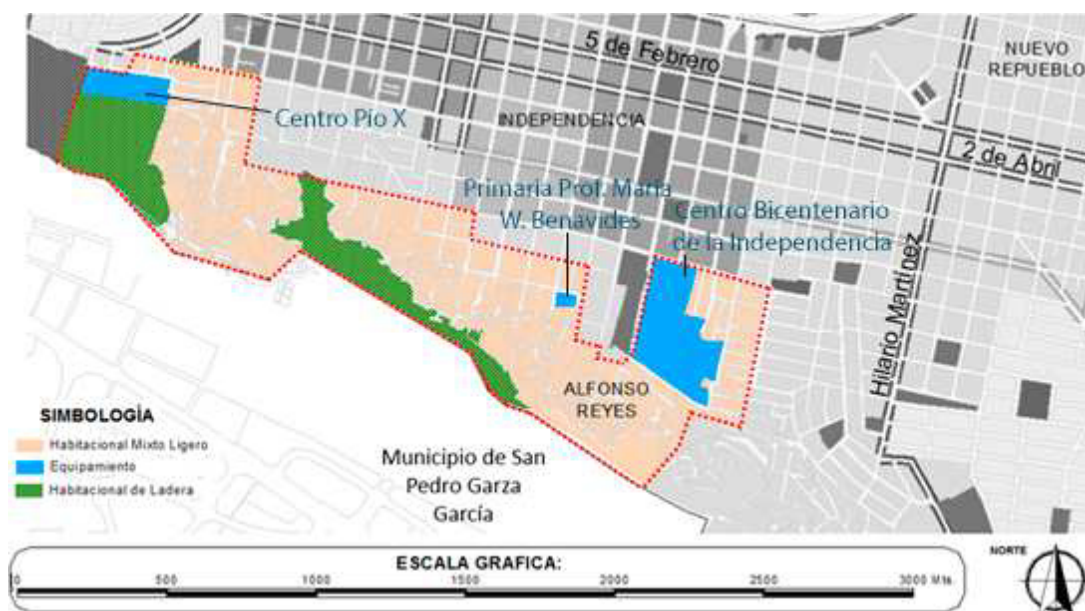 5 de Febrero
NUEVO
REPUEBLO
Centro Pio X
INDEPENDENCIA
2 de Abril
Primaria Prof. María
W. Benavides
Centro Bicentenario
de la Independencia
Hilario Martínez
ALFONSO
REYES
SIMBOLOGÍA
Habitacional Mixto Ligero
Equipamiento
Habitacional de Ladera
Municipio de San
Pedro Garza
García
ESCALA GRAFICA:
NORTE
0 500 1000 1500 2000 2500 3000 Mts.